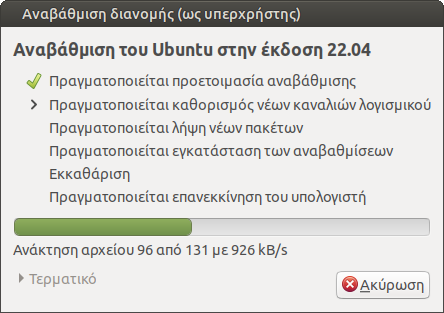 Αναβάθμιση διανομής (ως υπερχρήστης)
Αναβάθμιση του Ubuntu στην έκδοση 22.04
Πραγματοποιείται προετοιμασία αναβάθμισης
Πραγματοποιείται καθορισμός νέων καναλιών λογισμικού
Πραγματοποιείται λήψη νέων πακέτων
Πραγματοποιείται εγκατάσταση των αναβαθμίσεων
Εκκαθάριση
Πραγματοποιείται επανεκκίνηση του υπολογιστή
Ανάκτηση αρχείου 96 από 131 με 926 kB/s
Τερματικό
Ακύρωση